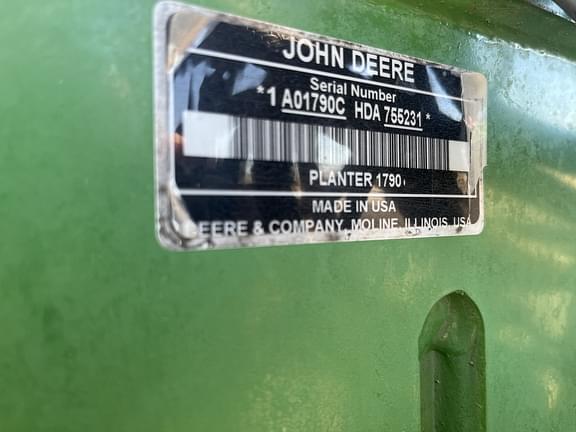 JOHN DEERE
Serial Number
*1 A01790C HDA 755231 *
PLANTER 1790
MADE IN USA
DEERE & COMPANY, MOLINE, ILLINOIS, USA